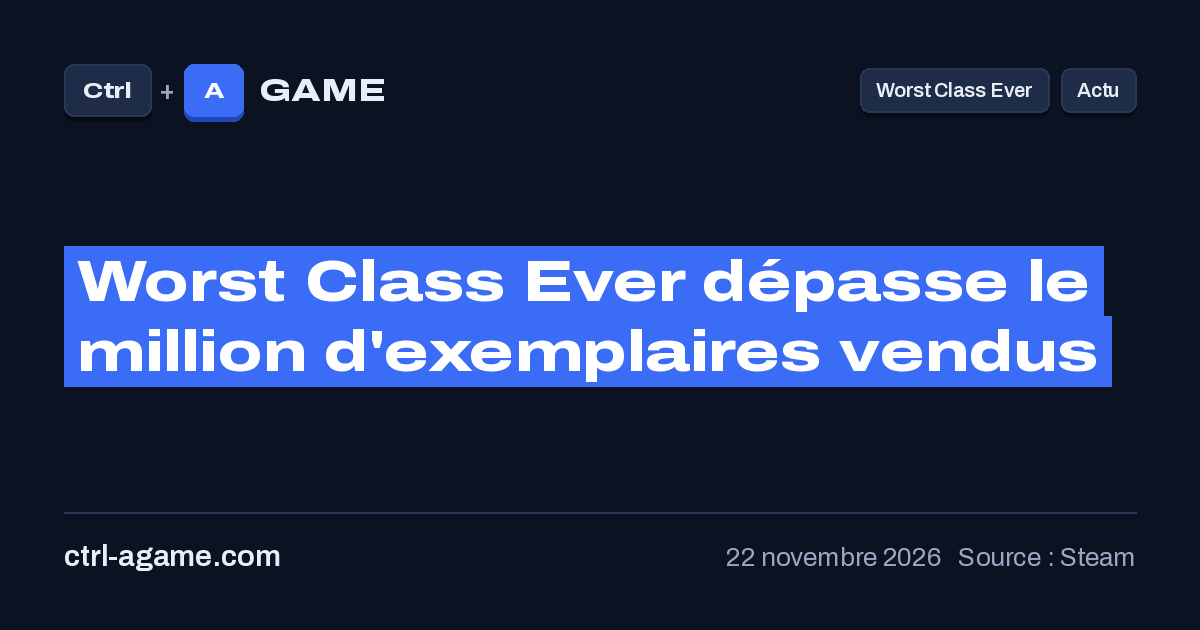 Ctrl + A GAME
Worst Class Ever Actu
Worst Class Ever dépasse le
million d'exemplaires vendus
ctrl-agame.com
22 novembre 2026 Source : Steam